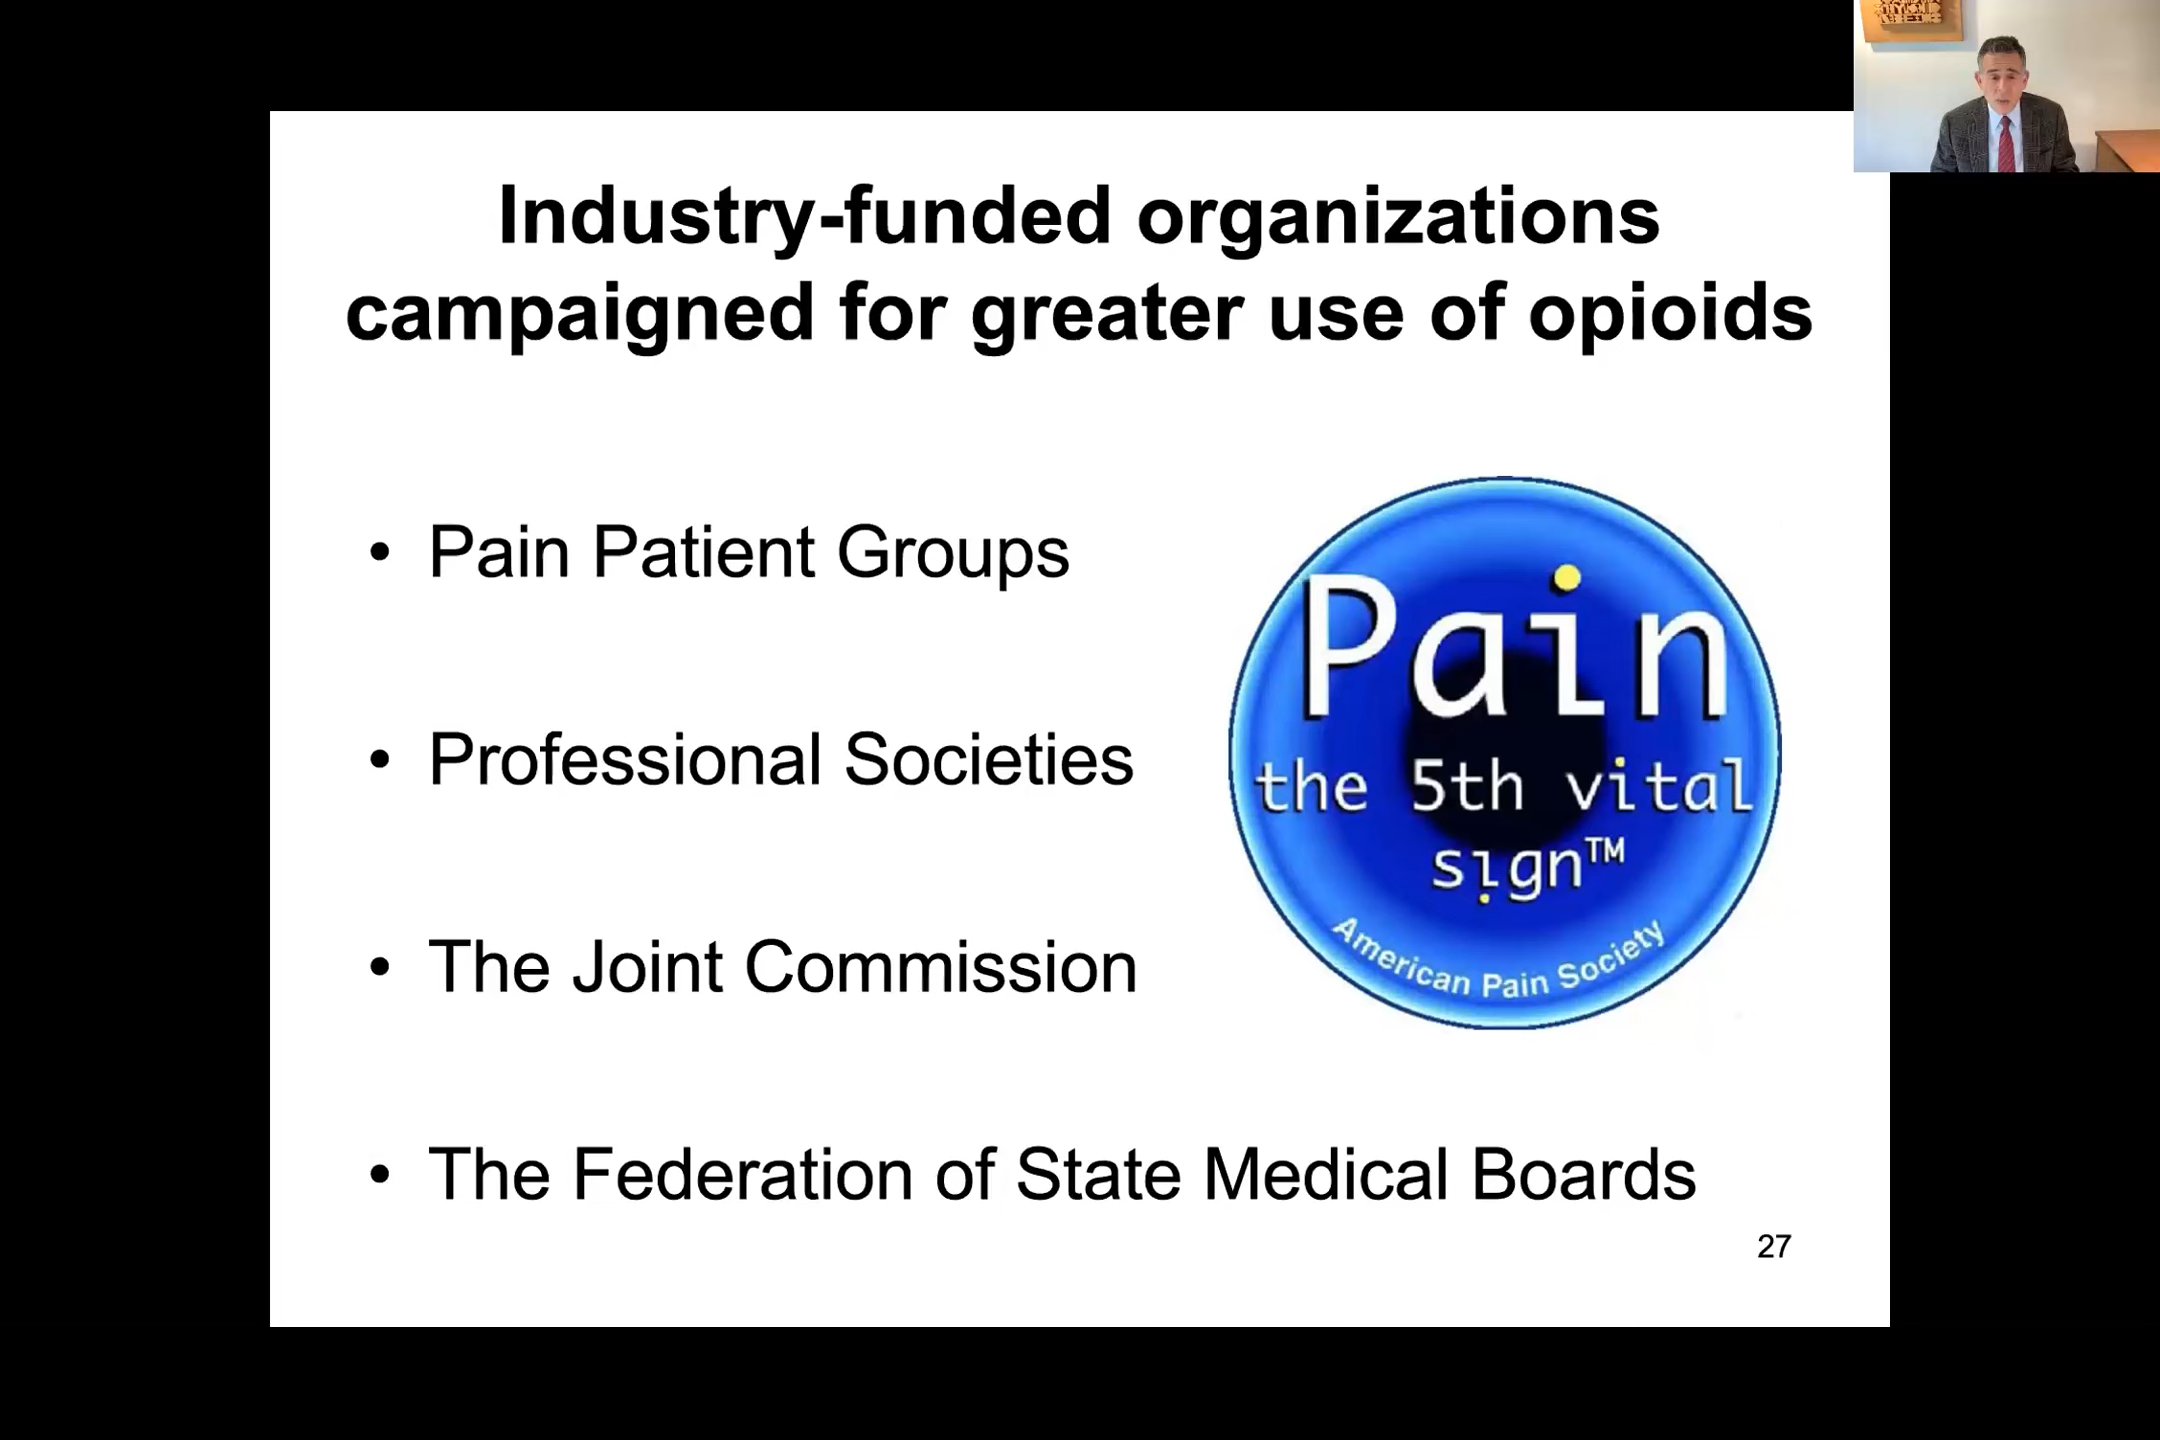 Industry-funded organizations
campaigned for greater use of opioids
• Pain Patient Groups
• Professional Societies
• The Joint Commission
• The Federation of State Medical Boards
Pain
the 5th vital
sign™
American Pain Society
27